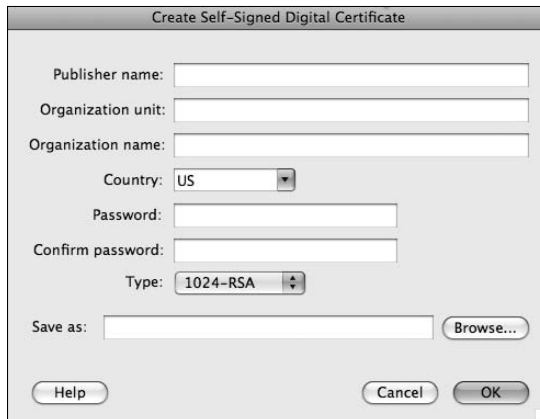 Create Self-Signed Digital Certificate
Publisher name:
Organization unit:
Organization name:
Country: US
Password:
Confirm password:
Type: 1024-RSA
Save as: Browse...
Help Cancel OK